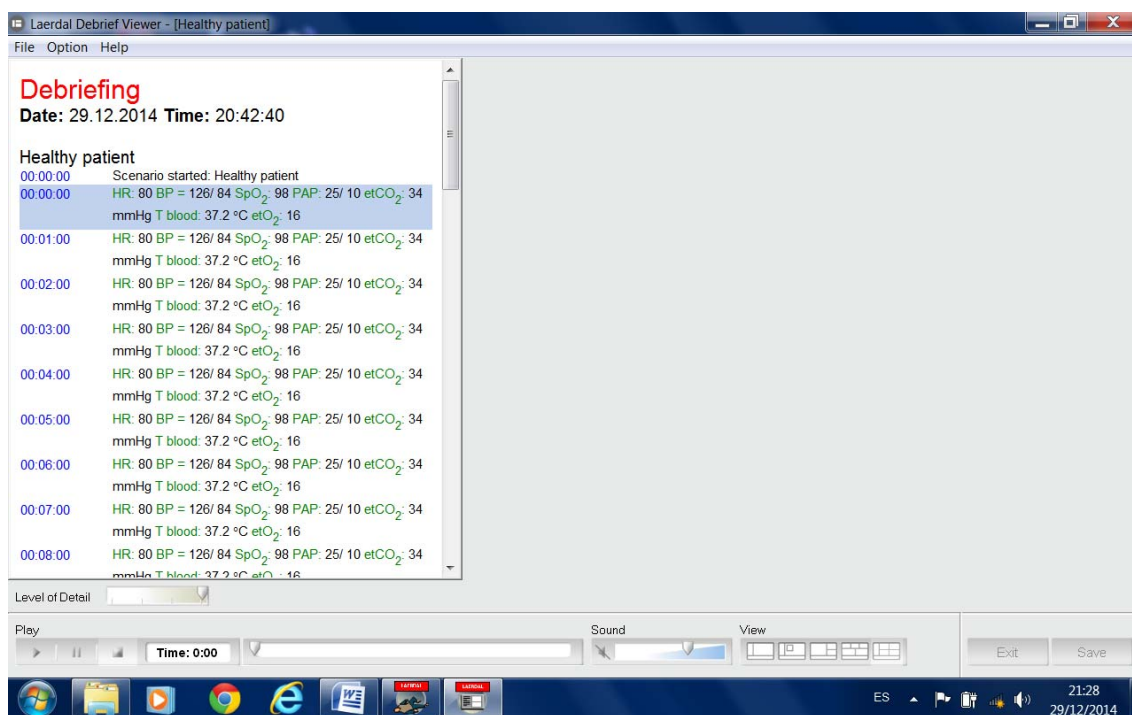 Laerdal Debrief Viewer - [Healthy patient]
File Option Help
Debriefing
Date: 29.12.2014 Time: 20:42:40
Healthy patient
00:00:00 Scenario started: Healthy patient
00:00:00 HR: 80 BP = 126/ 84 SpO2: 98 PAP: 25/ 10 etCO2: 34
mmHg T blood: 37.2 °C etO2: 16
00:01:00 HR: 80 BP = 126/ 84 SpO2: 98 PAP: 25/ 10 etCO2: 34
mmHg T blood: 37.2 °C etO2: 16
00:02:00 HR: 80 BP = 126/ 84 SpO2: 98 PAP: 25/ 10 etCO2: 34
mmHg T blood: 37.2 °C etO2: 16
00:03:00 HR: 80 BP = 126/ 84 SpO2: 98 PAP: 25/ 10 etCO2: 34
mmHg T blood: 37.2 °C etO2: 16
00:04:00 HR: 80 BP = 126/ 84 SpO2: 98 PAP: 25/ 10 etCO2: 34
mmHg T blood: 37.2 °C etO2: 16
00:05:00 HR: 80 BP = 126/ 84 SpO2: 98 PAP: 25/ 10 etCO2: 34
mmHg T blood: 37.2 °C etO2: 16
00:06:00 HR: 80 BP = 126/ 84 SpO2: 98 PAP: 25/ 10 etCO2: 34
mmHg T blood: 37.2 °C etO2: 16
00:07:00 HR: 80 BP = 126/ 84 SpO2: 98 PAP: 25/ 10 etCO2: 34
mmHg T blood: 37.2 °C etO2: 16
00:08:00 HR: 80 BP = 126/ 84 SpO2: 98 PAP: 25/ 10 etCO2: 34
mmHg T blood: 37.2 °C etO2: 16
Level of Detail
Play Sound View
Time: 0:00 Exit Save
LAERDAL LAERDAL
ES 21:28
29/12/2014